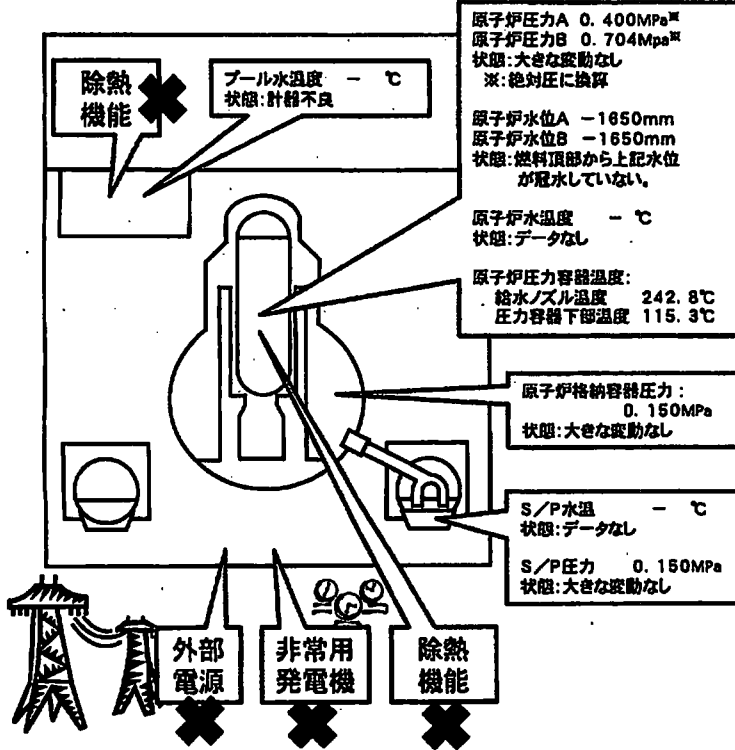 原子炉圧力A 0.400MPa※
原子炉圧力B 0.704Mpa※
状態:大きな変動なし
※:絶対圧に換算
原子炉水位A －1650mm
原子炉水位B －1650mm
状態:燃料頂部から上記水位
が冠水していない。
原子炉水温度 － ℃
状態:データなし
原子炉圧力容器温度:
給水ノズル温度 242.8℃
圧力容器下部温度 115.3℃
除熱
機能
プール水温度 － ℃
状態:計器不良
原子炉格納容器圧力:
0.150MPa
状態:大きな変動なし
S/P水温 － ℃
状態:データなし
S/P圧力 0.150MPa
状態:大きな変動なし
外部
電源
非常用
発電機
除熱
機能